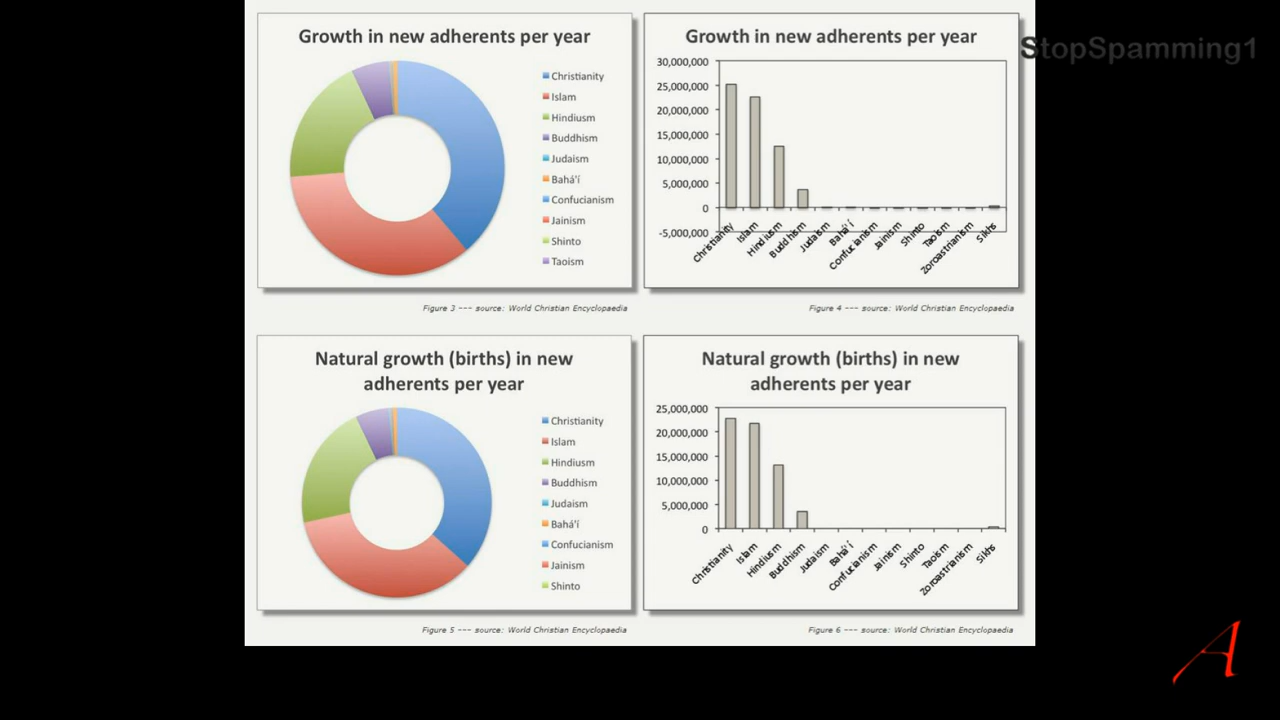 StopSpamming1
Growth in new adherents per year
Christianity
Islam
Hindiusm
Buddhism
Judaism
Bahá'í
Confucianism
Jainism
Shinto
Taoism
Figure 3 --- source: World Christian Encyclopaedia
Growth in new adherents per year
30,000,000
25,000,000
20,000,000
15,000,000
10,000,000
5,000,000
0
-5,000,000
Christianity
Islam
Hindiusm
Buddhism
Judaism
Bahá'í
Confucianism
Jainism
Shinto
Taoism
Zoroastrianism
Sikhs
Figure 4 --- source: World Christian Encyclopaedia
Natural growth (births) in new
adherents per year
Christianity
Islam
Hindiusm
Buddhism
Judaism
Bahá'í
Confucianism
Jainism
Shinto
Figure 5 --- source: World Christian Encyclopaedia
Natural growth (births) in new
adherents per year
25,000,000
20,000,000
15,000,000
10,000,000
5,000,000
0
Christianity
Islam
Hindiusm
Buddhism
Judaism
Bahá'í
Confucianism
Jainism
Shinto
Taoism
Zoroastrianism
Sikhs
Figure 6 --- source: World Christian Encyclopaedia
A